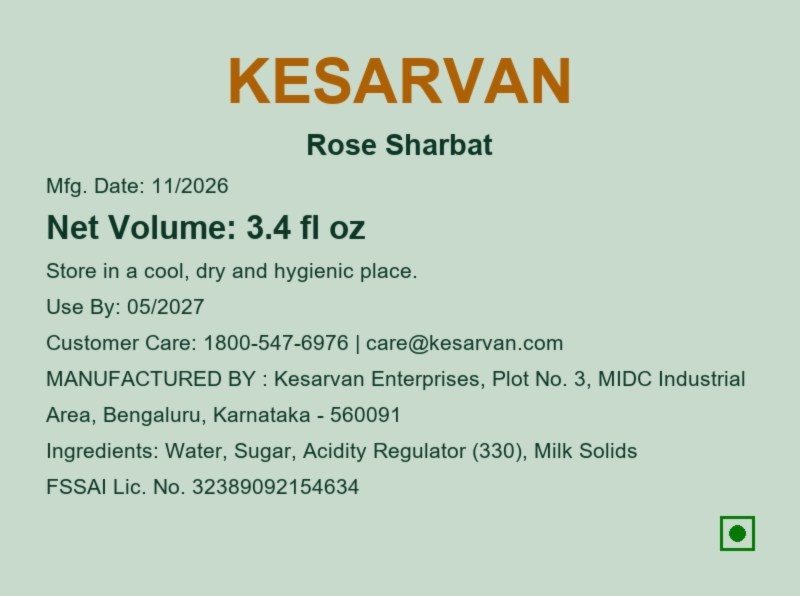 KESARVAN
Rose Sharbat
Mfg. Date: 11/2026
Net Volume: 3.4 fl oz
Store in a cool, dry and hygienic place.
Use By: 05/2027
Customer Care: 1800-547-6976 | care@kesarvan.com
MANUFACTURED BY : Kesarvan Enterprises, Plot No. 3, MIDC Industrial
Area, Bengaluru, Karnataka - 560091
Ingredients: Water, Sugar, Acidity Regulator (330), Milk Solids
FSSAI Lic. No. 32389092154634